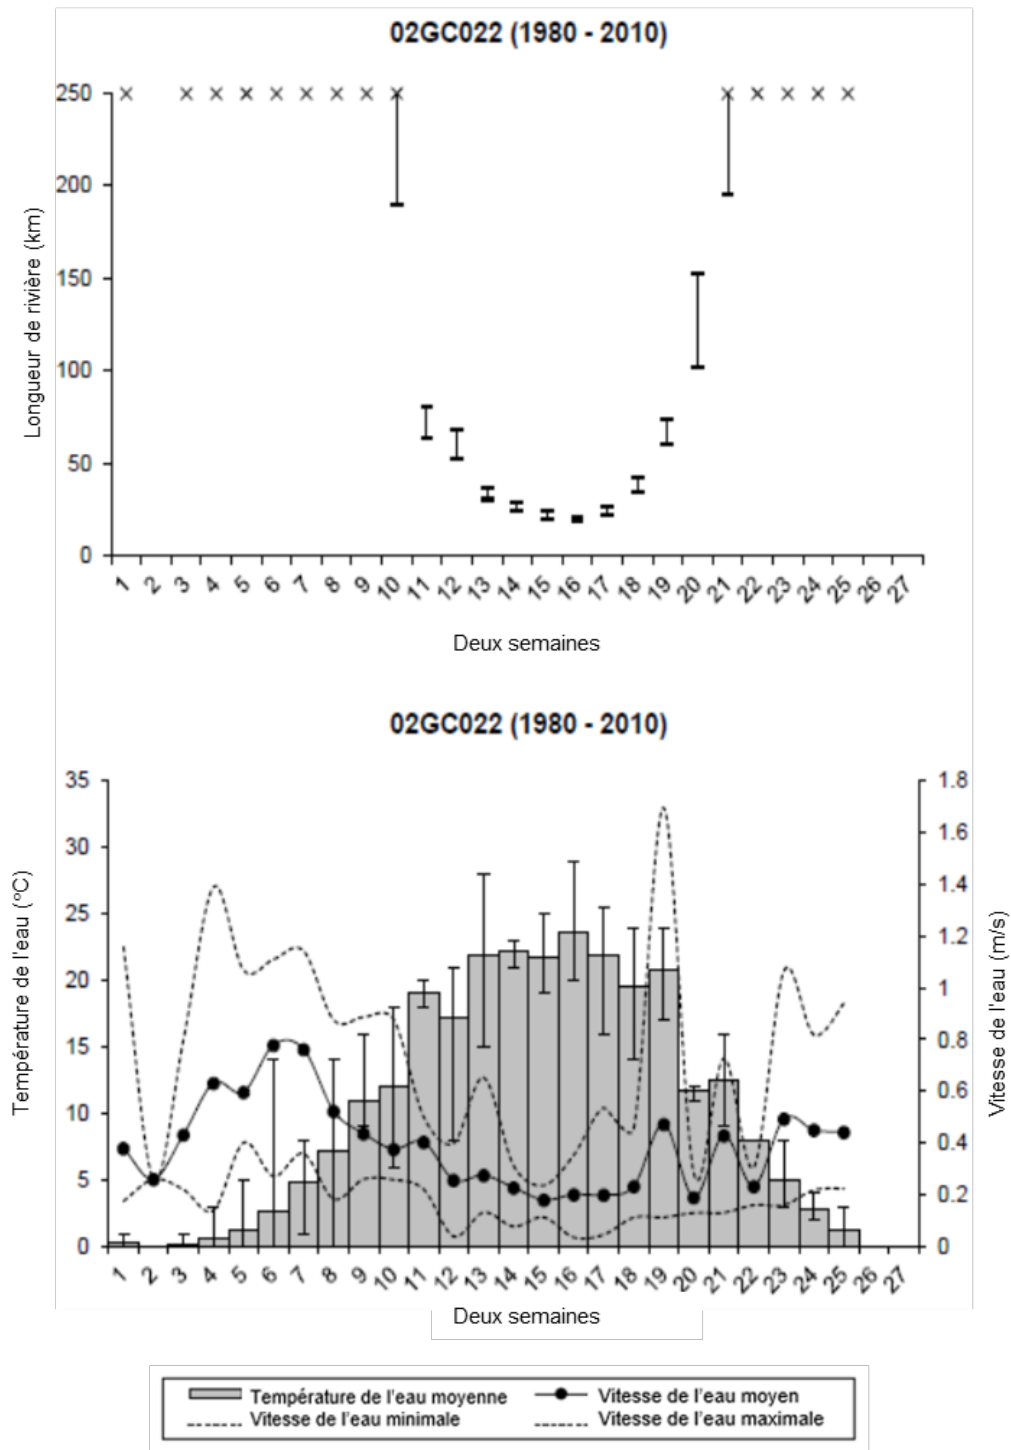 02GC022 (1980 - 2010)
250
200
150
100
50
0
Longueur de rivière (km)
1 2 3 4 5 6 7 8 9 10 11 12 13 14 15 16 17 18 19 20 21 22 23 24 25 26 27
Deux semaines
02GC022 (1980 - 2010)
35
30
25
20
15
10
5
0
Température de l'eau (°C)
1.8
1.6
1.4
1.2
1
0.8
0.6
0.4
0.2
0
Vitesse de l'eau (m/s)
1 2 3 4 5 6 7 8 9 10 11 12 13 14 15 16 17 18 19 20 21 22 23 24 25 26 27
Deux semaines
Température de l'eau moyenne
Vitesse de l'eau moyen
Vitesse de l'eau minimale
Vitesse de l'eau maximale